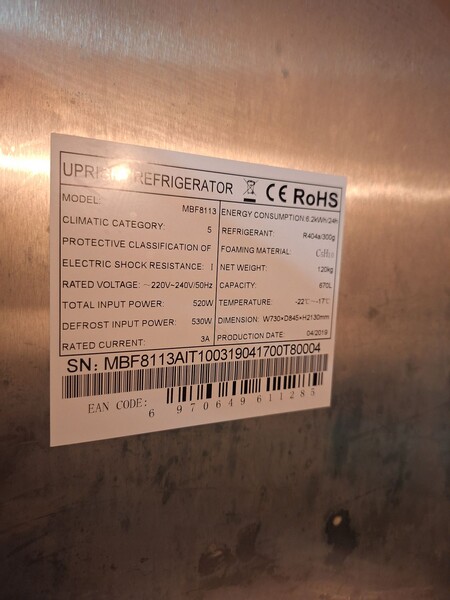 UPRIGHT REFRIGERATOR CE RoHS
MODEL: MBF8113
CLIMATIC CATEGORY: 5
PROTECTIVE CLASSIFICATION OF
ELECTRIC SHOCK RESISTANCE: I
RATED VOLTAGE: ~220V~240V/50Hz
TOTAL INPUT POWER: 520W
DEFROST INPUT POWER: 530W
RATED CURRENT: 3A
ENERGY CONSUMPTION:6.2kWh/24h
REFRIGERANT: R404a/300g
FOAMING MATERIAL: C5H10
NET WEIGHT: 120kg
CAPACITY: 670L
TEMPERATURE: -22℃~-17℃
DIMENSION: W730×D845×H2130mm
PRODUCTION DATE: 04/2019
SN: MBF8113AIT100319041700T80004
EAN CODE: 6 970649 611285